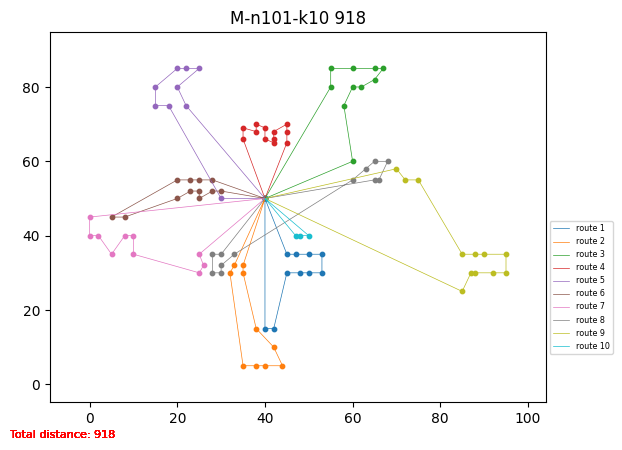 M-n101-k10 918
80
60
40
20
0
0 20 40 60 80 100
route 1
route 2
route 3
route 4
route 5
route 6
route 7
route 8
route 9
route 10
Total distance: 918